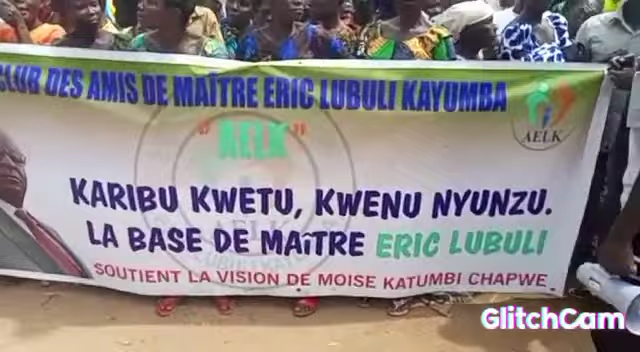 CLUB DES AMIS DE MAÎTRE ERIC LUBULI KAYUMBA
"AELK"
AELK
KARIBU KWETU, KWENU NYUNZU.
LA BASE DE MAîTRE ERIC LUBULI
SOUTIENT LA VISION DE MOISE KATUMBI CHAPWE
AELK
GlitchCam